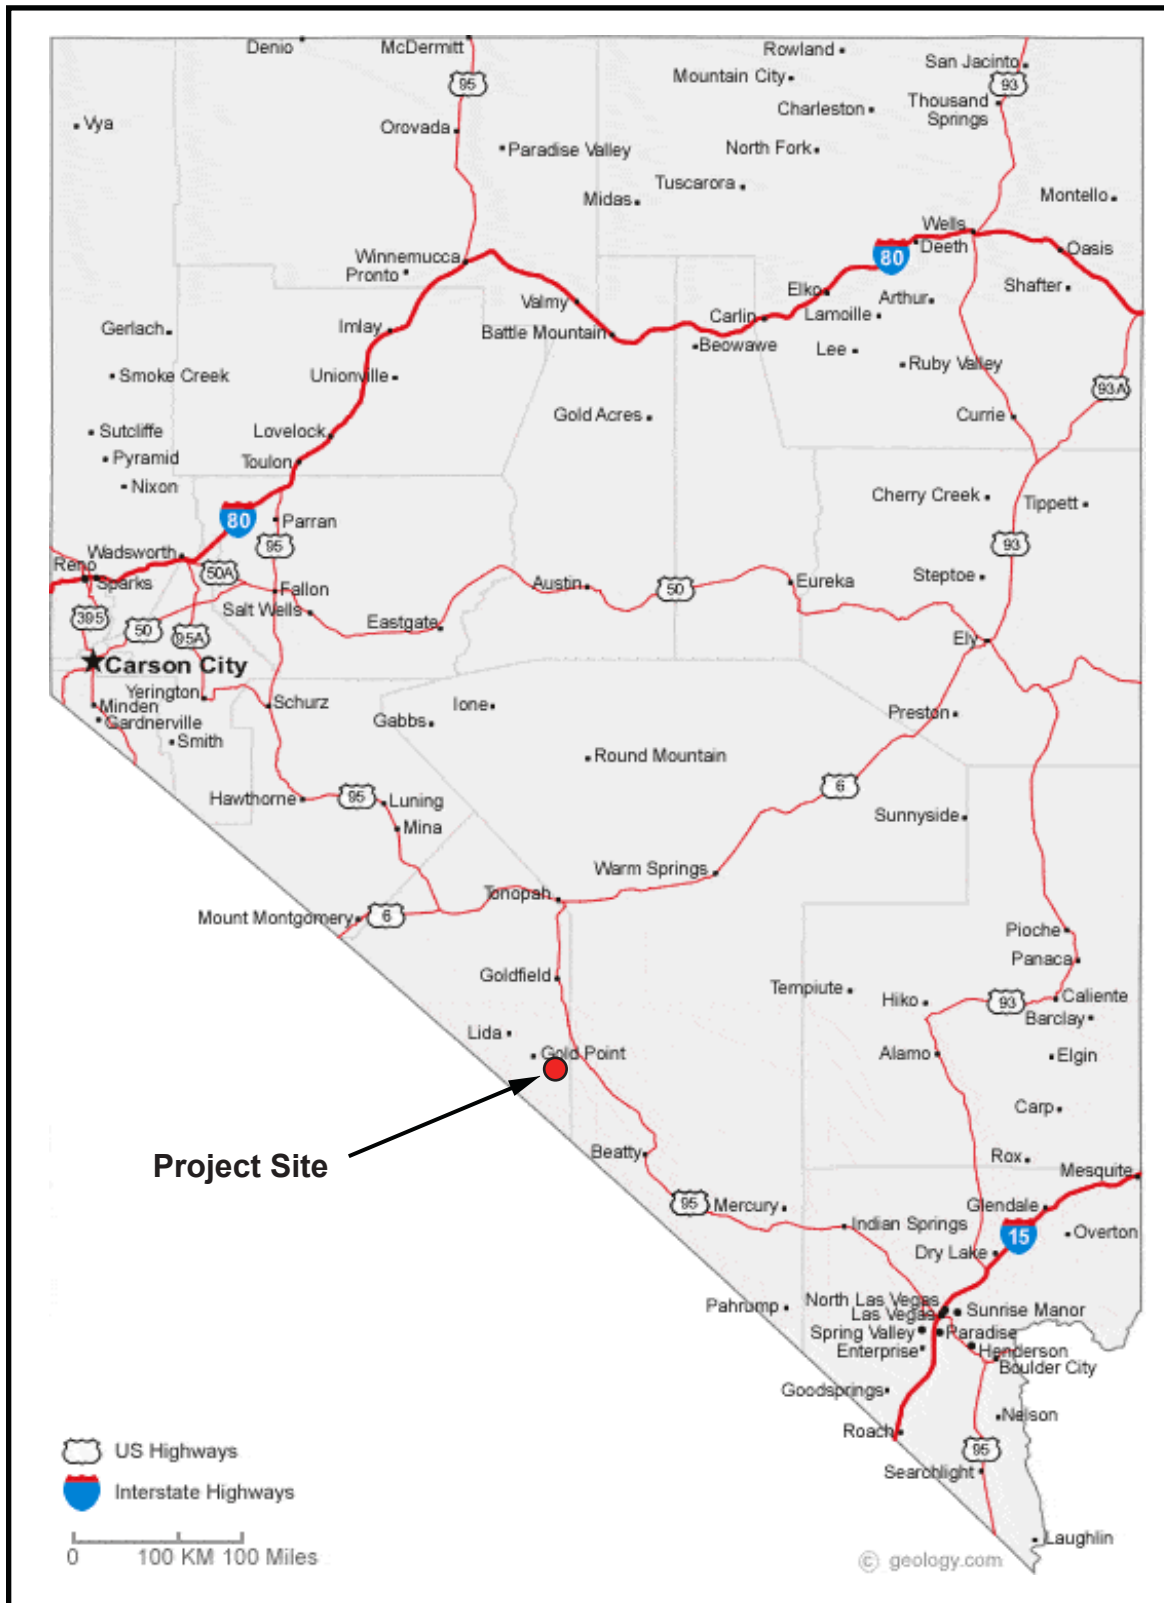 Denio
McDermitt
Rowland
San Jacinto
Mountain City
95
93
Vya
Charleston
Thousand
Springs
Orovada
Paradise Valley
North Fork
Tuscarora
Midas
Montello
Wells
Deeth
Oasis
80
Winnemucca
Pronto
Elko
Arthur
Shafter
Valmy
Carlin
Lamoille
Gerlach
Imlay
Battle Mountain
Beowawe
Lee
Ruby Valley
Smoke Creek
Unionville
93A
Gold Acres
Currie
Sutcliffe
Lovelock
Pyramid
Toulon
Nixon
Cherry Creek
Tippett
80
Parran
95
93
Wadsworth
Reno
Sparks
50A
Fallon
Austin
50
Eureka
Steptoe
395
Salt Wells
50
95A
Eastgate
Ely
Carson City
Yerington
Minden
Schurz
Ione
Gabbs
Preston
Gardnerville
Smith
Round Mountain
6
Hawthorne
95
Luning
Sunnyside
Mina
Warm Springs
Tonopah
Mount Montgomery
6
Pioche
Panaca
Goldfield
Tempiute
Hiko
93
Caliente
Barclay
Lida
Gold Point
Alamo
Elgin
Carp
Beatty
Rox
Project Site
Mesquite
95
Mercury
Glendale
Indian Springs
15
Overton
Dry Lake
Pahrump
North Las Vegas
Las Vegas
Sunrise Manor
Spring Valley
Paradise
Enterprise
Henderson
Boulder City
Goodsprings
Nelson
Roach
US Highways
95
Searchlight
Interstate Highways
Laughlin
0 100 KM 100 Miles
© geology.com